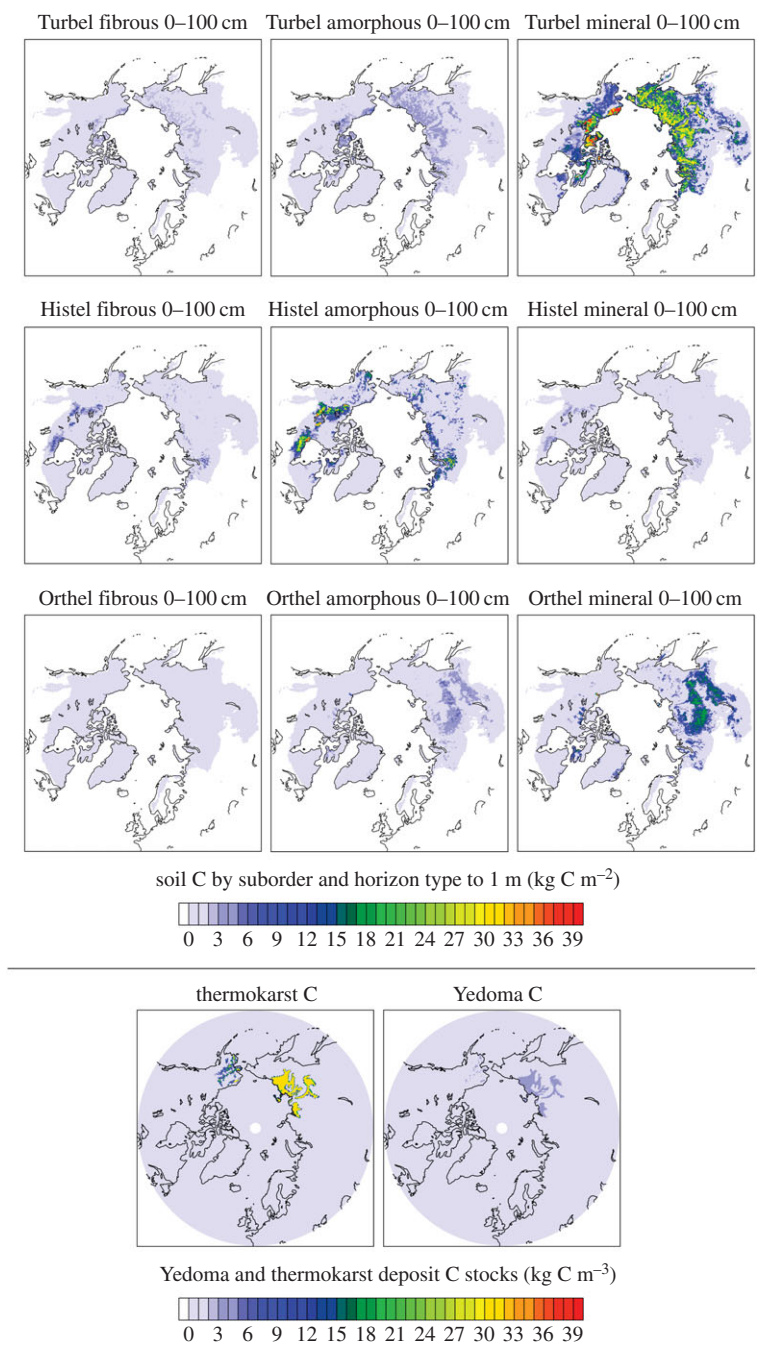 Turbel fibrous 0–100 cm
Turbel amorphous 0–100 cm
Turbel mineral 0–100 cm
Histel fibrous 0–100 cm
Histel amorphous 0–100 cm
Histel mineral 0–100 cm
Orthel fibrous 0–100 cm
Orthel amorphous 0–100 cm
Orthel mineral 0–100 cm
soil C by suborder and horizon type to 1 m (kg C m⁻²)
0 3 6 9 12 15 18 21 24 27 30 33 36 39
thermokarst C
Yedoma C
Yedoma and thermokarst deposit C stocks (kg C m⁻³)
0 3 6 9 12 15 18 21 24 27 30 33 36 39